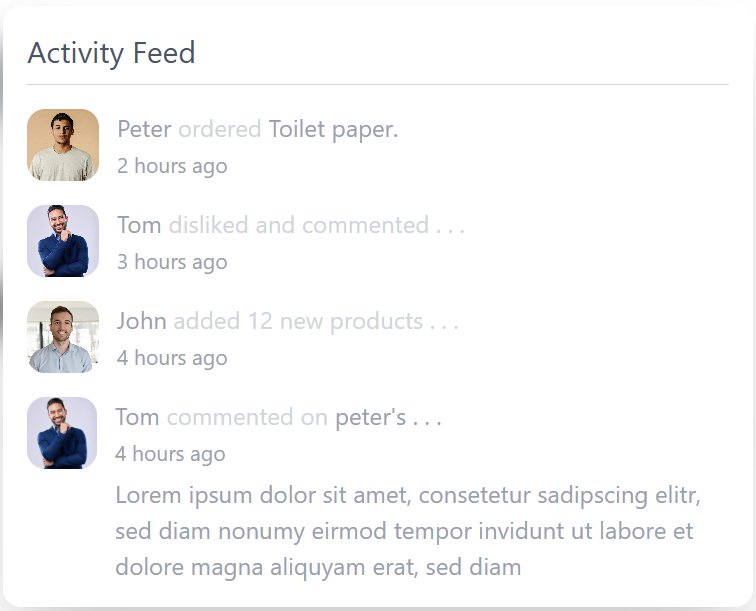 Activity Feed
Peter ordered Toilet paper.
2 hours ago
Tom disliked and commented . . .
3 hours ago
John added 12 new products . . .
4 hours ago
Tom commented on peter's . . .
4 hours ago
Lorem ipsum dolor sit amet, consetetur sadipscing elitr,
sed diam nonumy eirmod tempor invidunt ut labore et
dolore magna aliquyam erat, sed diam